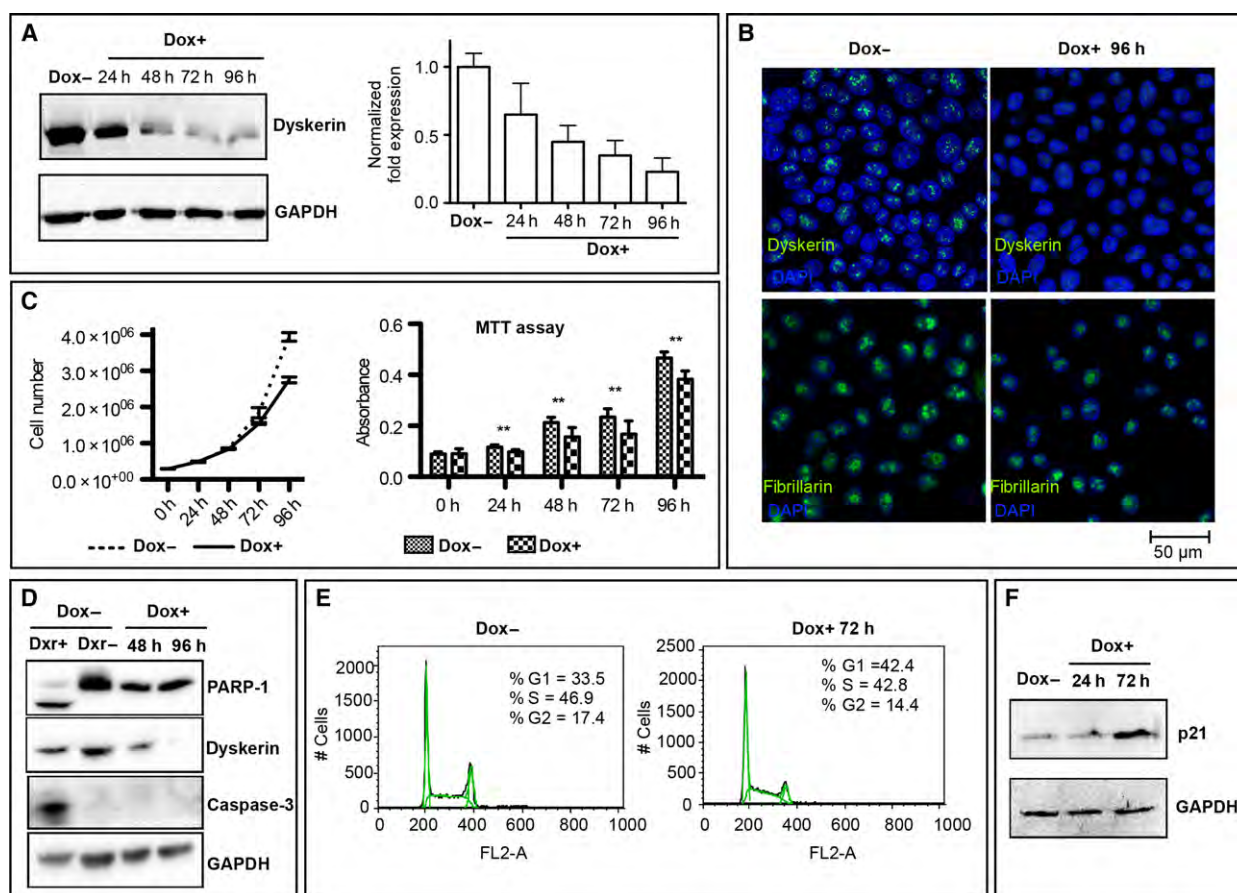 A
Dox+
Dox– 24 h 48 h 72 h 96 h
Dyskerin
GAPDH
Normalized
fold expression
1.0
0.5
0.0
Dox– 24 h 48 h 72 h 96 h
Dox+
B
Dox– Dox+ 96 h
Dyskerin
DAPI
Dyskerin
DAPI
Fibrillarin
DAPI
Fibrillarin
DAPI
50 µm
C
Cell number
4.0 × 10⁰⁶
3.0 × 10⁰⁶
2.0 × 10⁰⁶
1.0 × 10⁰⁶
0.0 × 10⁺⁰⁰
0 h 24 h 48 h 72 h 96 h
Dox– Dox+
MTT assay
Absorbance
0.6
0.4
0.2
0.0
** ** ** **
0 h 24 h 48 h 72 h 96 h
Dox– Dox+
D
Dox– Dox+
Dxr+ Dxr– 48 h 96 h
PARP-1
Dyskerin
Caspase-3
GAPDH
E
Dox–
# Cells
2000
1500
1000
500
0
% G1 = 33.5
% S = 46.9
% G2 = 17.4
0 200 400 600 800 1000
FL2-A
Dox+ 72 h
# Cells
2500
2000
1500
1000
500
0
% G1 =42.4
% S = 42.8
% G2 = 14.4
0 200 400 600 800 1000
FL2-A
F
Dox+
Dox– 24 h 72 h
p21
GAPDH